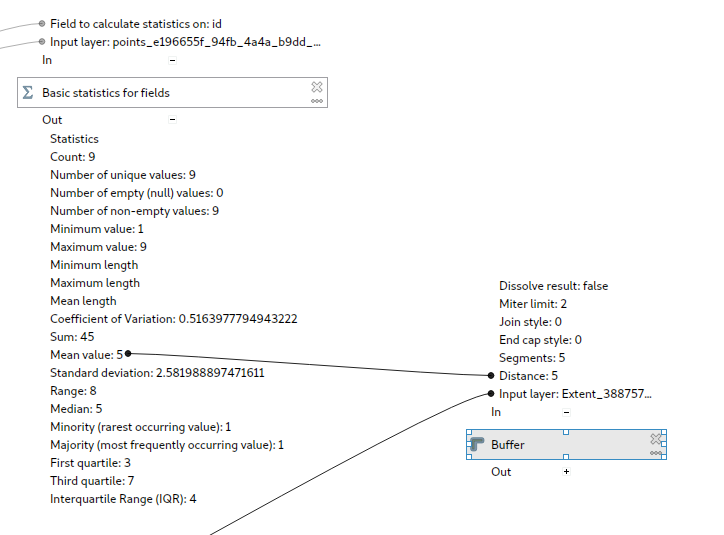 Field to calculate statistics on: id
Input layer: points_e196655f_94fb_4a4a_b9dd_...
In
Basic statistics for fields
Out
Statistics
Count: 9
Number of unique values: 9
Number of empty (null) values: 0
Number of non-empty values: 9
Minimum value: 1
Maximum value: 9
Minimum length
Maximum length
Mean length
Coefficient of Variation: 0.5163977794943222
Sum: 45
Mean value: 5
Standard deviation: 2.581988897471611
Range: 8
Median: 5
Minority (rarest occurring value): 1
Majority (most frequently occurring value): 1
First quartile: 3
Third quartile: 7
Interquartile Range (IQR): 4
Dissolve result: false
Miter limit: 2
Join style: 0
End cap style: 0
Segments: 5
Distance: 5
Input layer: Extent_388757...
In
Buffer
Out